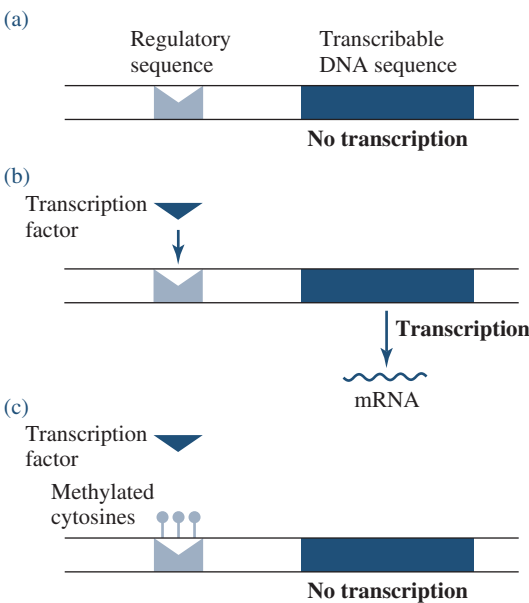 (a)
Regulatory
sequence
Transcribable
DNA sequence
No transcription
(b)
Transcription
factor
Transcription
mRNA
(c)
Transcription
factor
Methylated
cytosines
No transcription